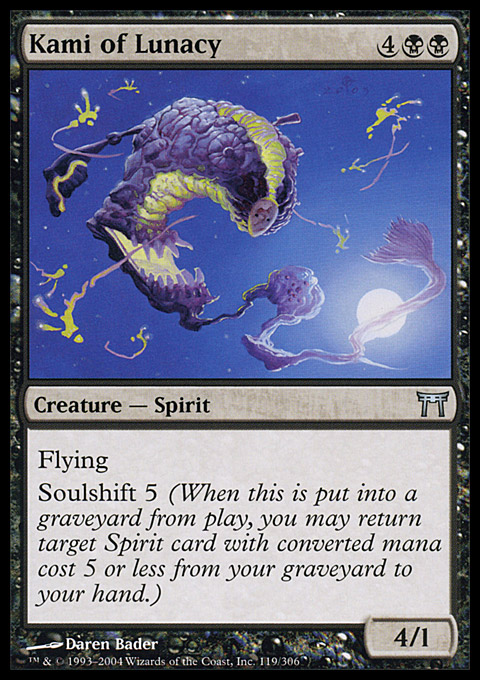 Kami of Lunacy 4
Creature — Spirit
Flying
Soulshift 5 (When this is put into a
graveyard from play, you may return
target Spirit card with converted mana
cost 5 or less from your graveyard to
your hand.)
Daren Bader
4/1
™ & © 1993–2004 Wizards of the Coast, Inc. 119/306